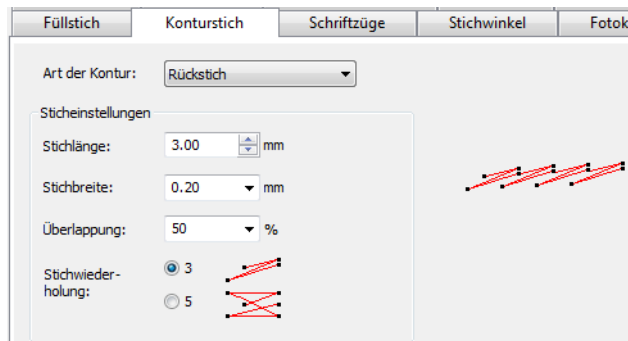 Füllstich Konturstich Schriftzüge Stichwinkel Fotok
Art der Kontur: Rückstich
Sticheinstellungen
Stichlänge: 3.00 mm
Stichbreite: 0.20 mm
Überlappung: 50 %
Stichwieder-
holung:
3
5